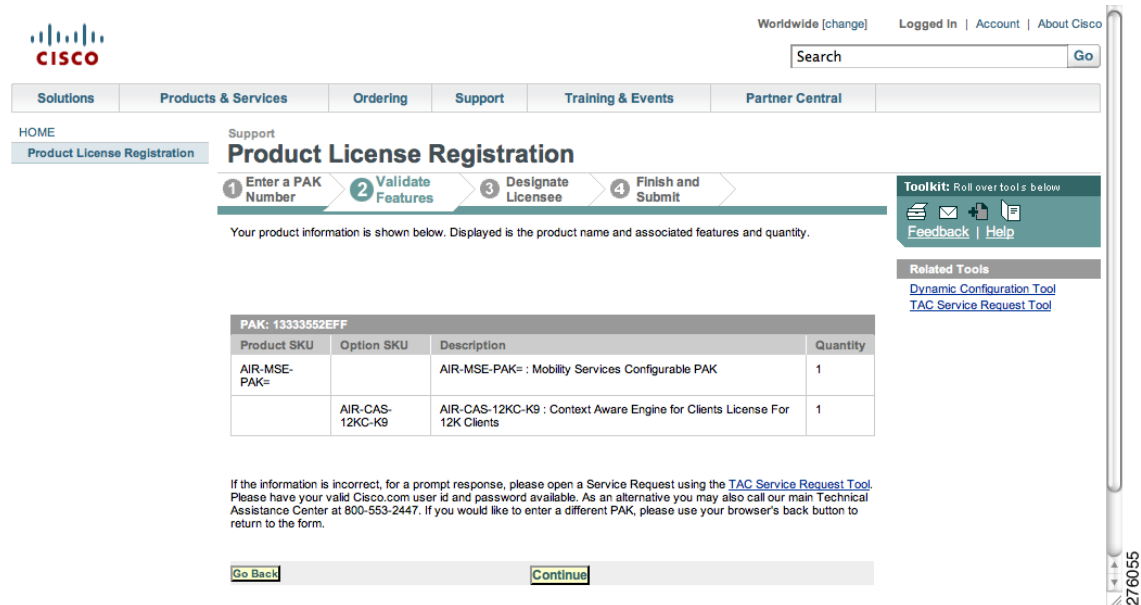 Worldwide [change]
Logged In | Account | About Cisco
CISCO
Search
Go
Solutions
Products & Services
Ordering
Support
Training & Events
Partner Central
HOME
Product License Registration
Support
Product License Registration
1 Enter a PAK Number
2 Validate Features
3 Designate Licensee
4 Finish and Submit
Toolkit: Roll over tools below
Feedback | Help
Your product information is shown below. Displayed is the product name and associated features and quantity.
Related Tools
Dynamic Configuration Tool
TAC Service Request Tool
PAK: 13333552EFF
Product SKU Option SKU Description Quantity
AIR-MSE-PAK= AIR-MSE-PAK= : Mobility Services Configurable PAK 1
AIR-CAS-12KC-K9 AIR-CAS-12KC-K9 : Context Aware Engine for Clients License For 12K Clients 1
If the information is incorrect, for a prompt response, please open a Service Request using the TAC Service Request Tool.
Please have your valid Cisco.com user id and password available. As an alternative you may also call our main Technical
Assistance Center at 800-553-2447. If you would like to enter a different PAK, please use your browser's back button to
return to the form.
Go Back
Continue
276055